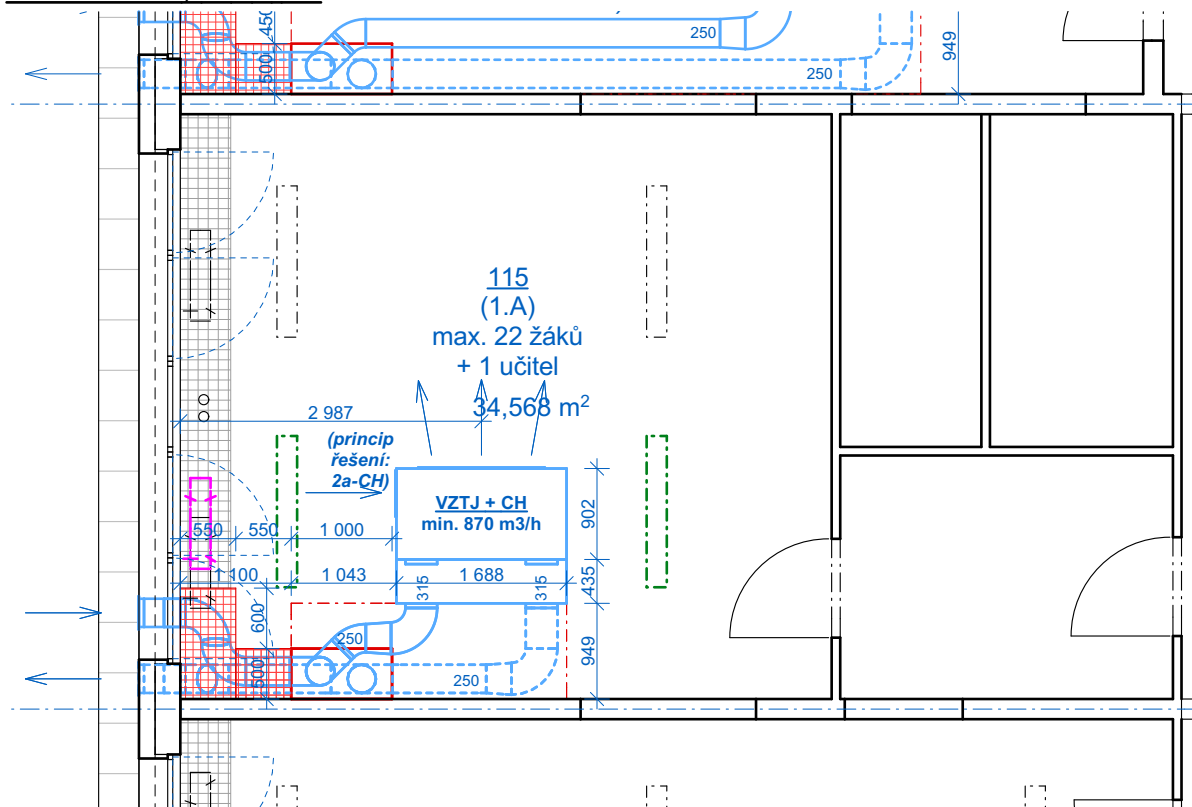 450
500
250
250
949
115
(1.A)
max. 22 žáků
+ 1 učitel
34,568 m²
2 987
(princip
řešení:
2a-CH)
VZTJ + CH
min. 870 m3/h
902
550
550
1 000
1 100
1 043
1 688
435
315
315
600
250
949
500
250